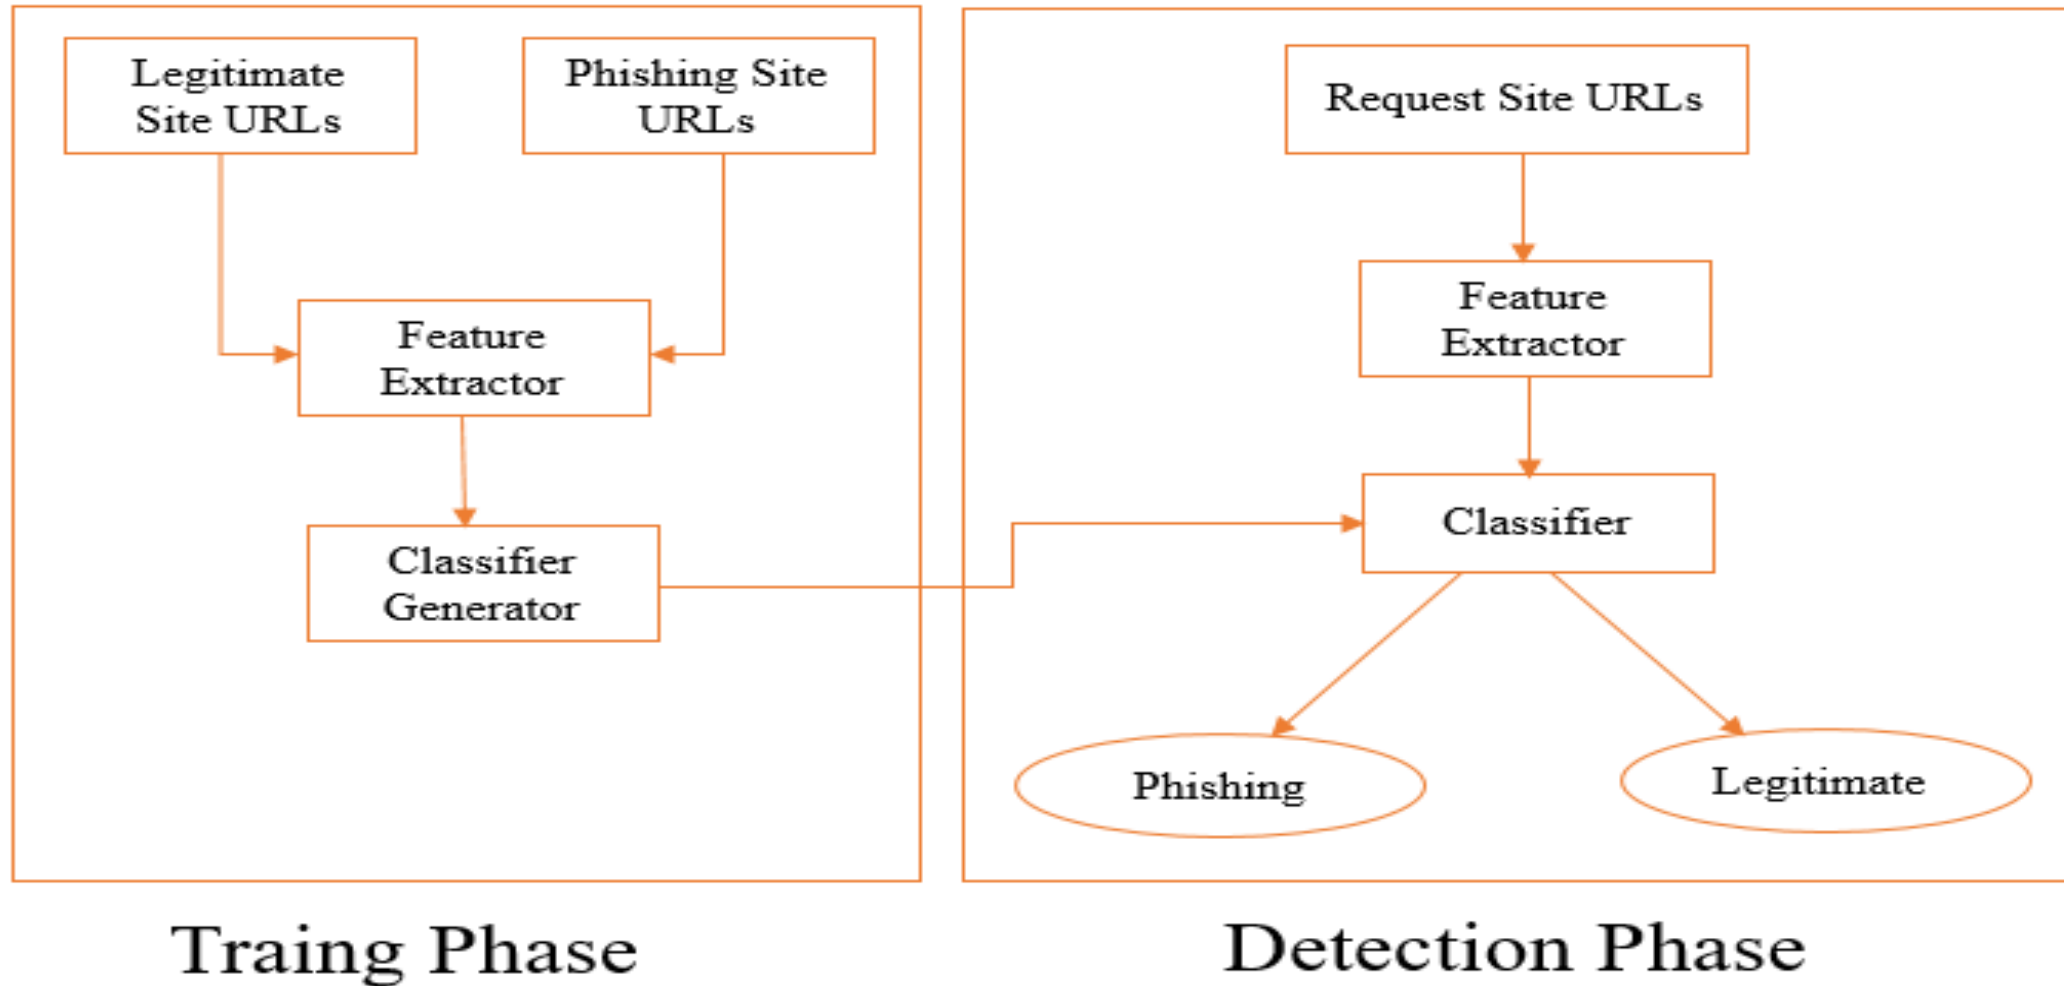 Legitimate
Site URLs
Phishing Site
URLs
Feature
Extractor
Classifier
Generator
Traing Phase
Request Site URLs
Feature
Extractor
Classifier
Phishing
Legitimate
Detection Phase